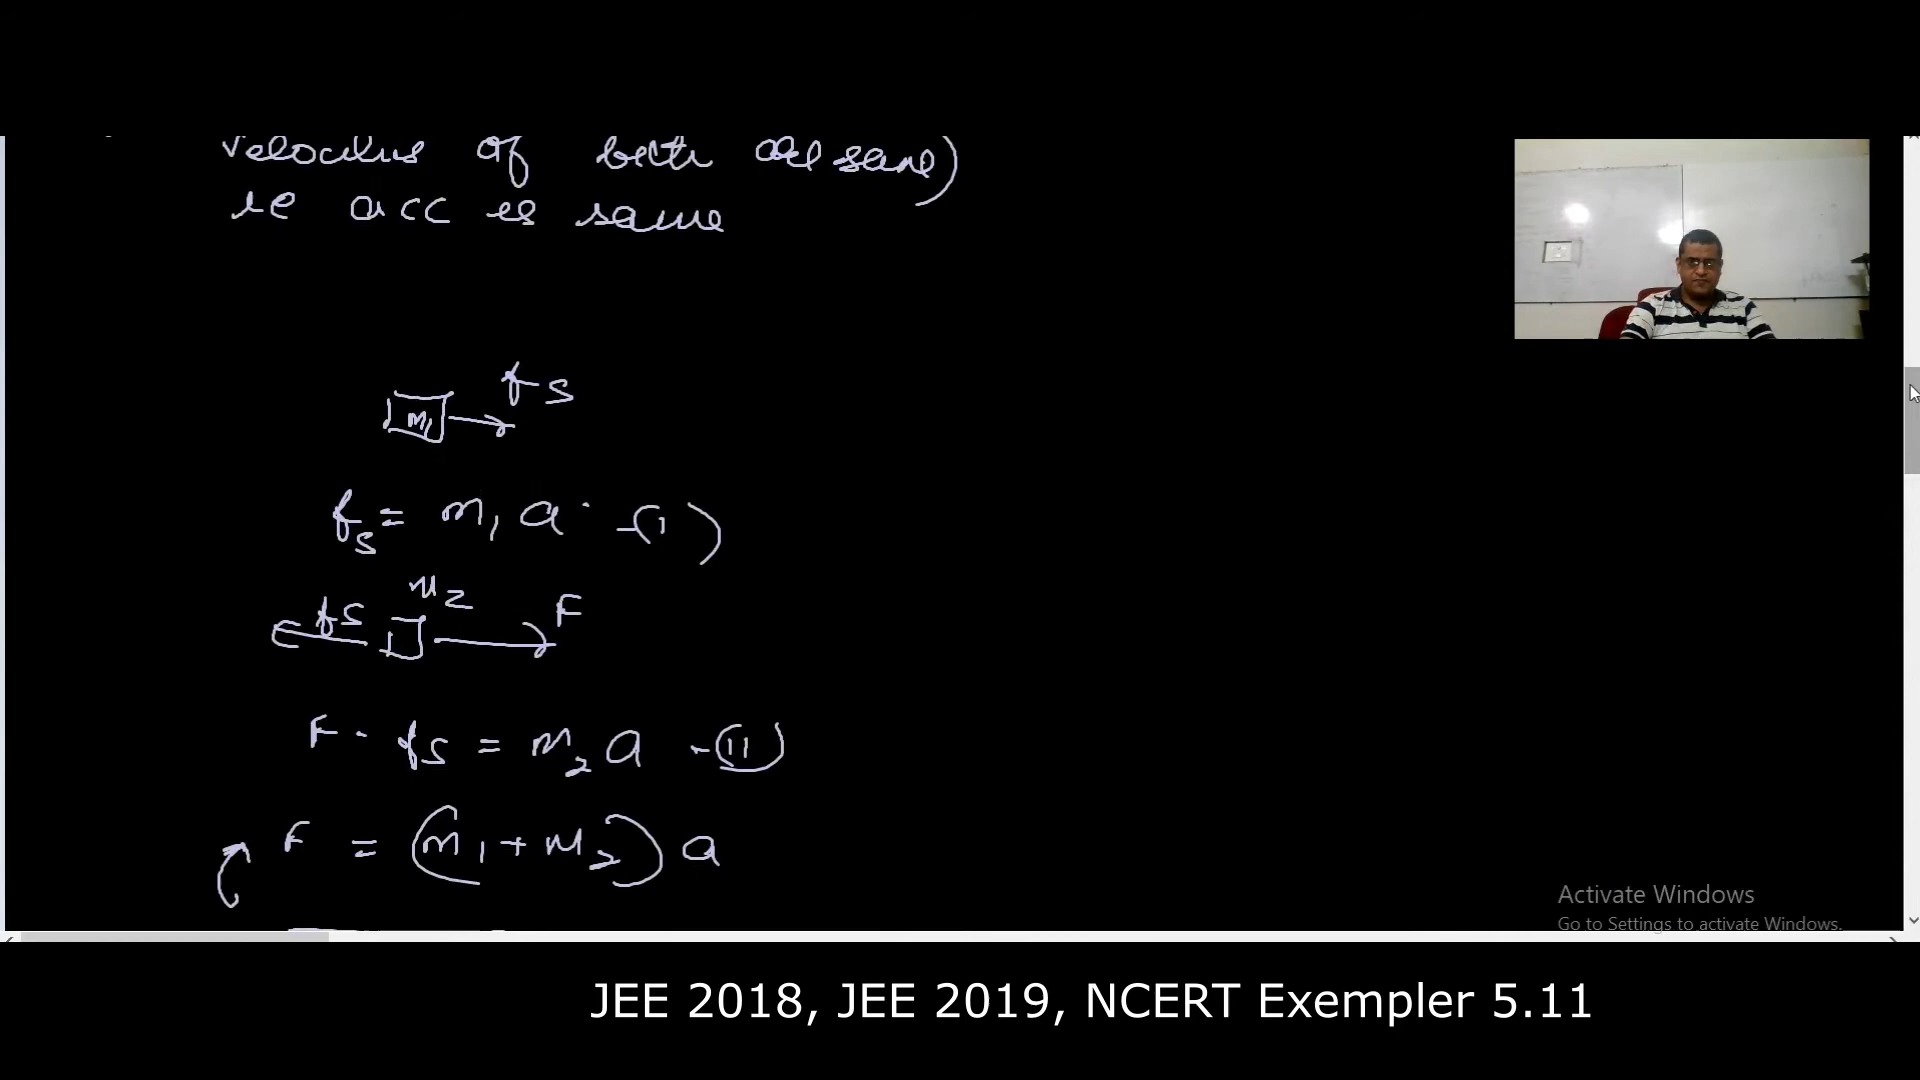 velocities of both are same)
ie acc is same
fs
m1
fs = m1 a - (1)
m2
fs F
F - fs = m2 a - (11)
F = (m1 + m2) a
Activate Windows
Go to Settings to activate Windows.
JEE 2018, JEE 2019, NCERT Exempler 5.11